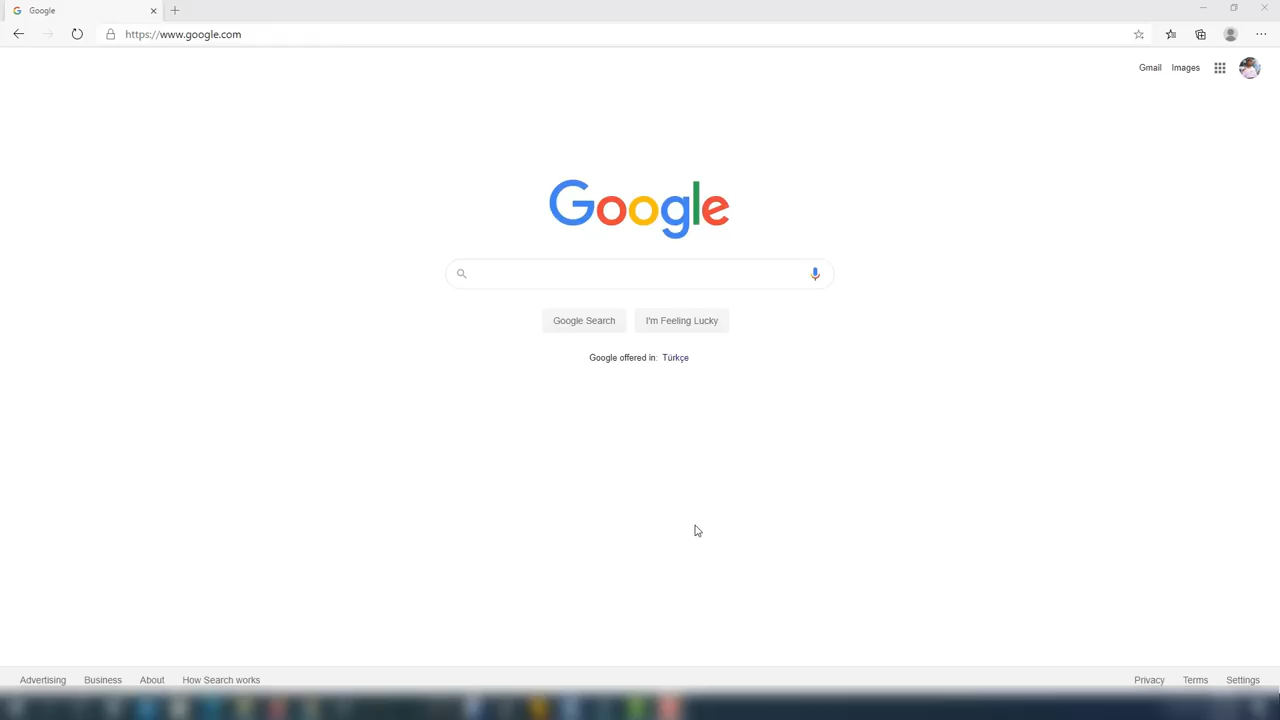 Google
https://www.google.com
Gmail Images
Google
Google Search I'm Feeling Lucky
Google offered in: Türkçe
Advertising Business About How Search works
Privacy Terms Settings